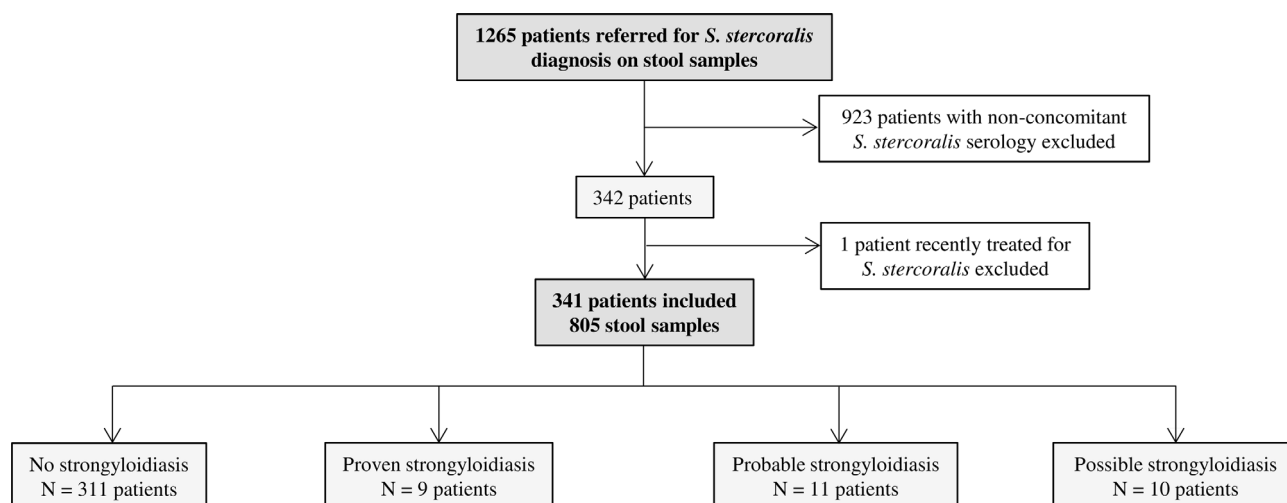 1265 patients referred for S. stercoralis
diagnosis on stool samples
923 patients with non-concomitant
S. stercoralis serology excluded
342 patients
1 patient recently treated for
S. stercoralis excluded
341 patients included
805 stool samples
No strongyloidiasis
N = 311 patients
Proven strongyloidiasis
N = 9 patients
Probable strongyloidiasis
N = 11 patients
Possible strongyloidiasis
N = 10 patients